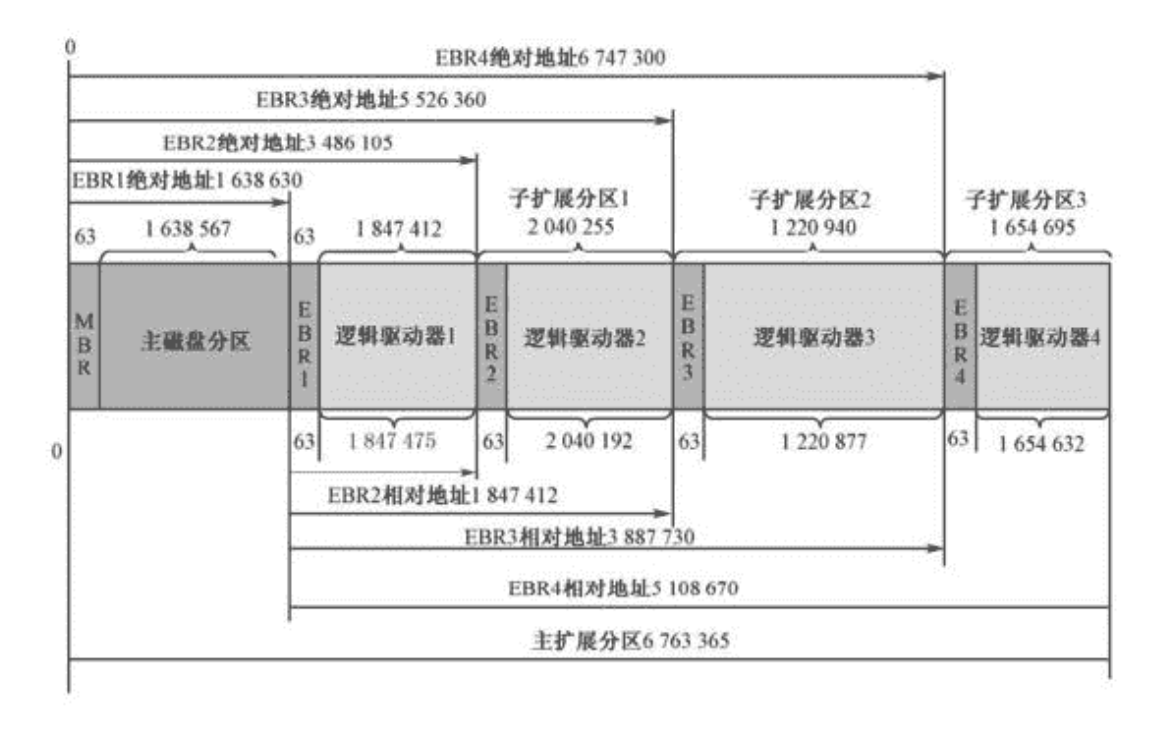 0
EBR4绝对地址6 747 300
EBR3绝对地址5 526 360
EBR2绝对地址3 486 105
EBR1绝对地址1 638 630
子扩展分区1
子扩展分区2
子扩展分区3
63
1 638 567
63
1 847 412
2 040 255
1 220 940
1 654 695
MBR
主磁盘分区
EBR1
逻辑驱动器1
EBR2
逻辑驱动器2
EBR3
逻辑驱动器3
EBR4
逻辑驱动器4
0
63
1 847 475
63
2 040 192
63
1 220 877
63
1 654 632
EBR2相对地址1 847 412
EBR3相对地址3 887 730
EBR4相对地址5 108 670
主扩展分区6 763 365